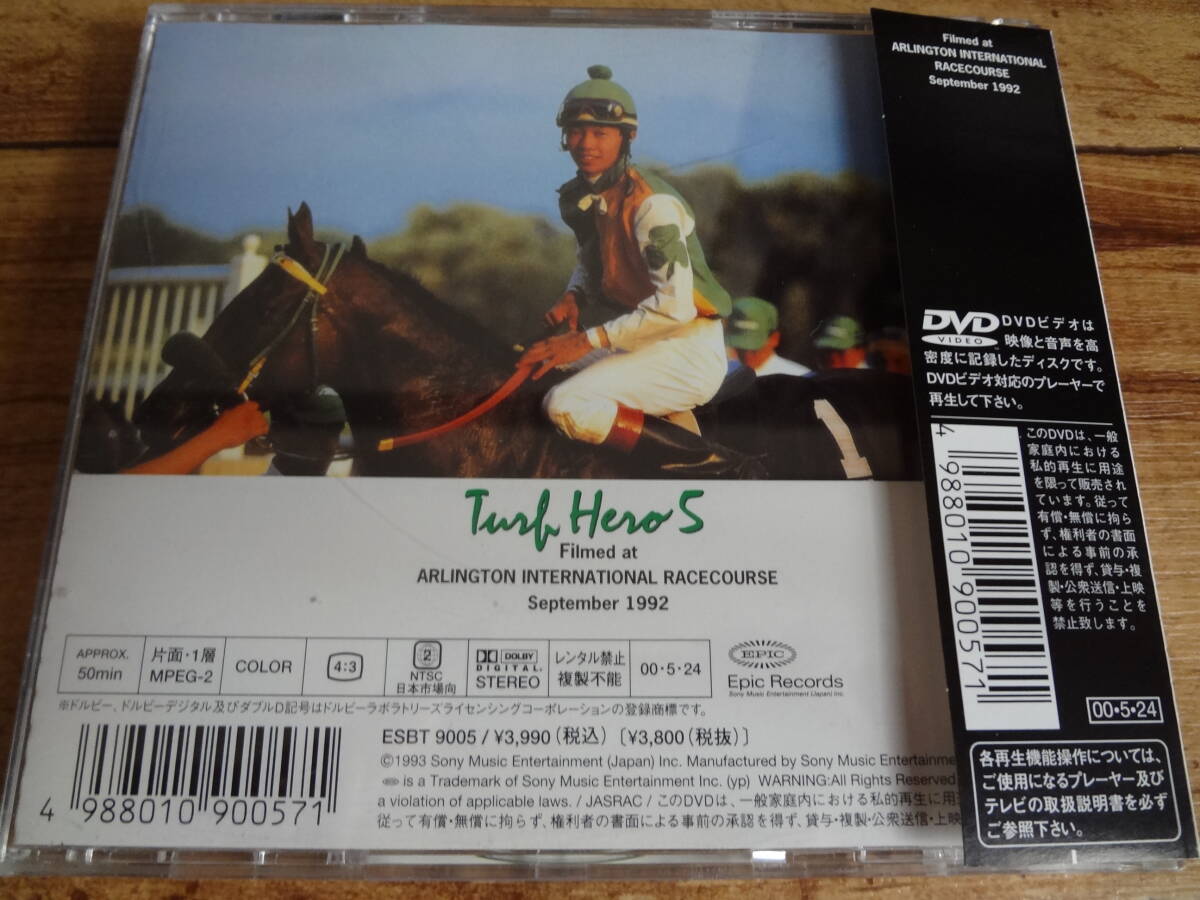 Turf Hero 5
Filmed at
ARLINGTON INTERNATIONAL RACECOURSE
September 1992
APPROX.
50min
片面・1層
MPEG-2
COLOR
4:3
2
NTSC
日本市場向
DOLBY
DIGITAL
STEREO
レンタル禁止
複製不能
00・5・24
EPIC
Epic Records
Sony Music Entertainment (Japan) Inc.
※ドルビー、ドルビーデジタル及びダブルD記号はドルビーラボラトリーズライセンシングコーポレーションの登録商標です。
ESBT 9005 / ¥3,990(税込)〔¥3,800(税抜)〕
©1993 Sony Music Entertainment (Japan) Inc. Manufactured by Sony Music Entertainment
is a Trademark of Sony Music Entertainment Inc. (yp) WARNING:All Rights Reserved.
a violation of applicable laws. / JASRAC / このDVDは、一般家庭内における私的再生に用途
従って有償・無償に拘らず、権利者の書面による事前の承認を得ず、貸与・複製・公衆送信・上映
4 988010 900571
1
Filmed at
ARLINGTON INTERNATIONAL
RACECOURSE
September 1992
DVD
VIDEO
DVDビデオは
映像と音声を高
密度に記録したディスクです。
DVDビデオ対応のプレーヤーで
再生して下さい。
4 988010 900571
このDVDは、一般
家庭内における
私的再生に用途
を限って販売され
ています。従って
有償・無償に拘ら
ず、権利者の書面
による事前の承
認を得ず、貸与・複
製・公衆送信・上映
等を行うことを
禁止致します。
00・5・24
各再生機能操作については、
ご使用になるプレーヤー及び
テレビの取扱説明書を必ず
ご参照下さい。